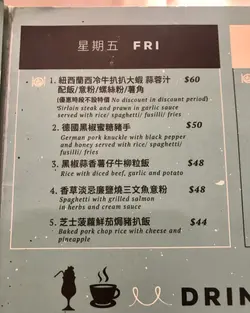 星期五 FRI
1. 紐西蘭西冷牛扒扒大蝦 蒜蓉汁 $60
配飯/意粉/螺絲粉/薯角
(優惠時段不設特價 No discount in discount period)
"Sirloin steak and prawn in garlic sauce
served with rice/ spaghetti/ fusilli/ fries
2. 德國黑椒蜜糖豬手 $50
German pork knuckle with black pepper
and honey served with rice/ spaghetti/
fusilli/ fries
3. 黑椒蒜香薯仔牛柳粒飯 $48
Rice with diced beef, garlic and potato
4. 香草淡忌廉鹽燒三文魚意粉 $48
Spaghetti with grilled salmon
in herbs and cream sauce
5. 芝士菠蘿鮮茄焗豬扒飯 $44
Baked pork chop rice with cheese and
pineapple
DRIN